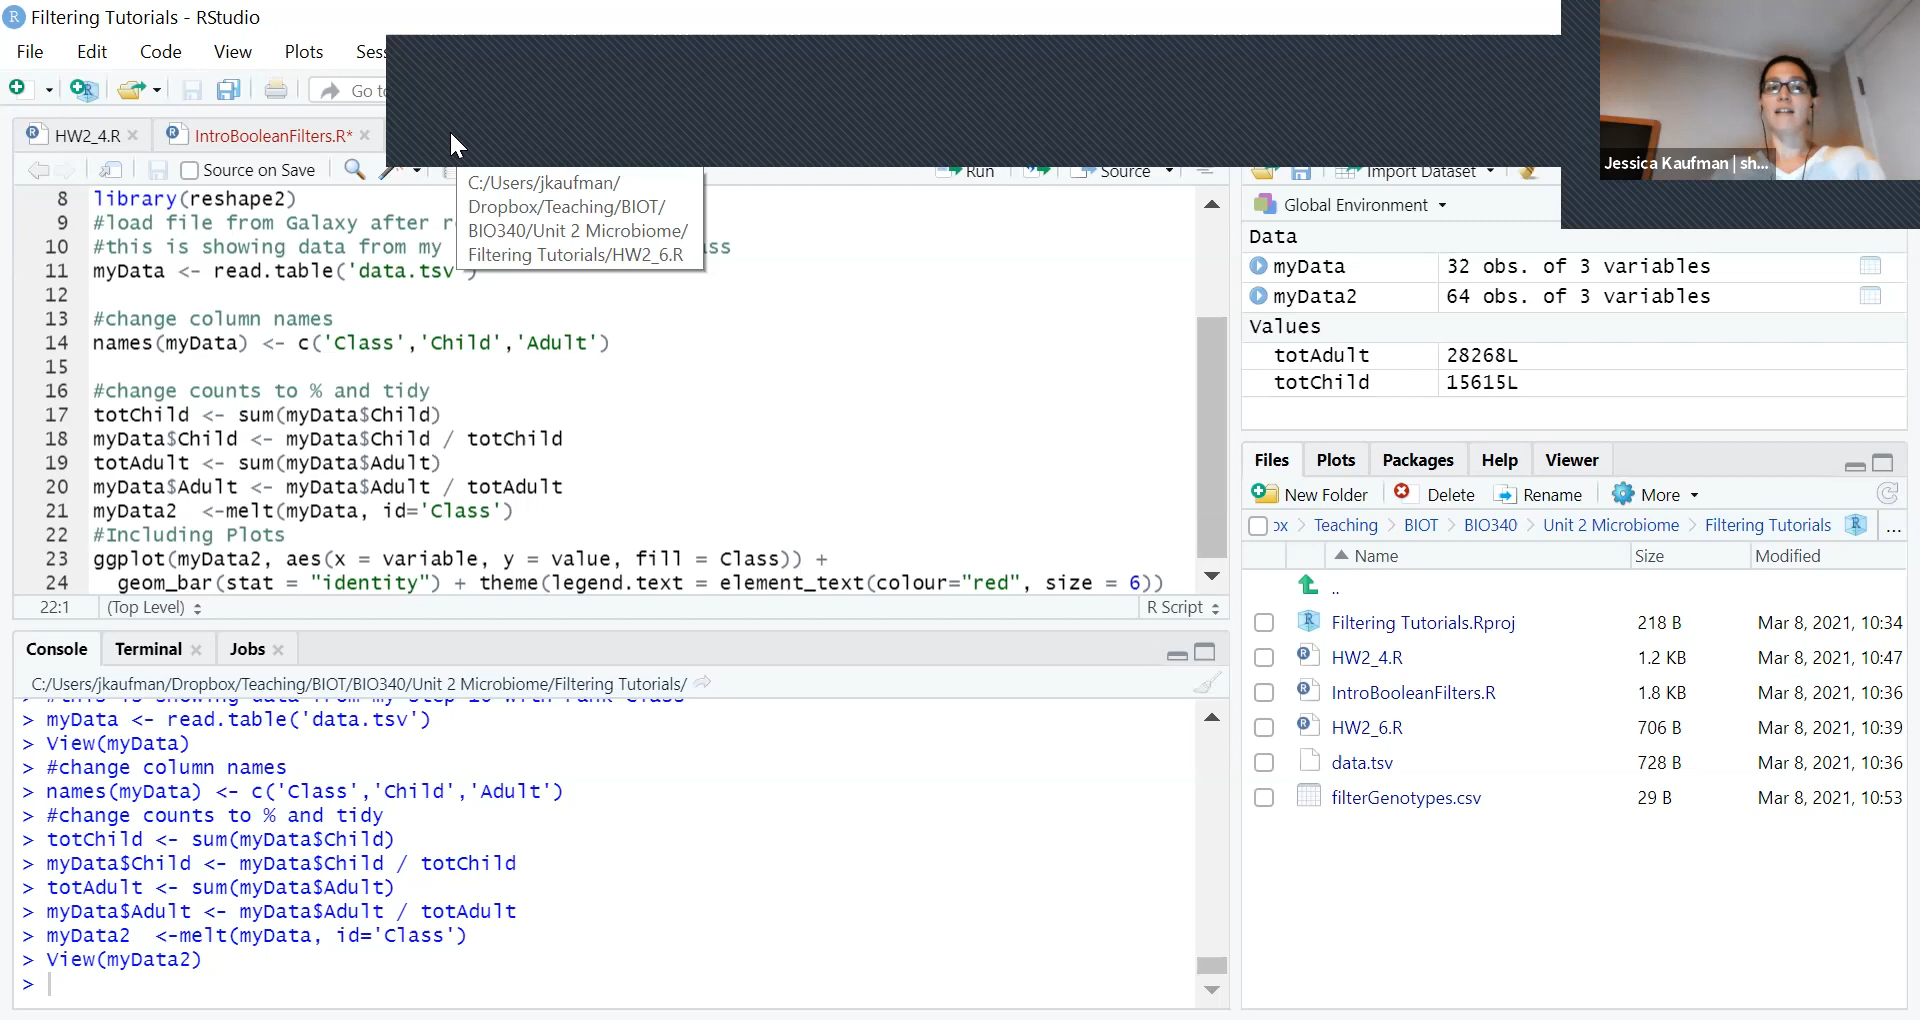 Filtering Tutorials - RStudio
File Edit Code View Plots
Go to
HW2_4.R IntroBooleanFilters.R*
Source on Save Run Source
C:/Users/jkaufman/
Dropbox/Teaching/BIOT/
BIO340/Unit 2 Microbiome/
Filtering Tutorials/HW2_6.R
8 library(reshape2)
9 #load file from Galaxy after
10 #this is showing data from my
11 myData <- read.table('data.tsv')
12
13 #change column names
14 names(myData) <- c('Class','Child','Adult')
15
16 #change counts to % and tidy
17 totChild <- sum(myData$Child)
18 myData$Child <- myData$Child / totChild
19 totAdult <- sum(myData$Adult)
20 myData$Adult <- myData$Adult / totAdult
21 myData2  <-melt(myData, id='Class')
22 #Including Plots
23 ggplot(myData2, aes(x = variable, y = value, fill = Class)) +
24   geom_bar(stat = "identity") + theme(legend.text = element_text(colour="red", size = 6))
22:1 (Top Level) R Script
Console Terminal Jobs
C:/Users/jkaufman/Dropbox/Teaching/BIOT/BIO340/Unit 2 Microbiome/Filtering Tutorials/
> myData <- read.table('data.tsv')
> View(myData)
> #change column names
> names(myData) <- c('Class','Child','Adult')
> #change counts to % and tidy
> totChild <- sum(myData$Child)
> myData$Child <- myData$Child / totChild
> totAdult <- sum(myData$Adult)
> myData$Adult <- myData$Adult / totAdult
> myData2  <-melt(myData, id='Class')
> View(myData2)
>
Jessica Kaufman | sh...
Import Dataset
Global Environment
Data
myData 32 obs. of 3 variables
myData2 64 obs. of 3 variables
Values
totAdult 28268L
totChild 15615L
Files Plots Packages Help Viewer
New Folder Delete Rename More
Teaching > BIOT > BIO340 > Unit 2 Microbiome > Filtering Tutorials ...
Name Size Modified
..
Filtering Tutorials.Rproj 218 B Mar 8, 2021, 10:34
HW2_4.R 1.2 KB Mar 8, 2021, 10:47
IntroBooleanFilters.R 1.8 KB Mar 8, 2021, 10:36
HW2_6.R 706 B Mar 8, 2021, 10:39
data.tsv 728 B Mar 8, 2021, 10:36
filterGenotypes.csv 29 B Mar 8, 2021, 10:53